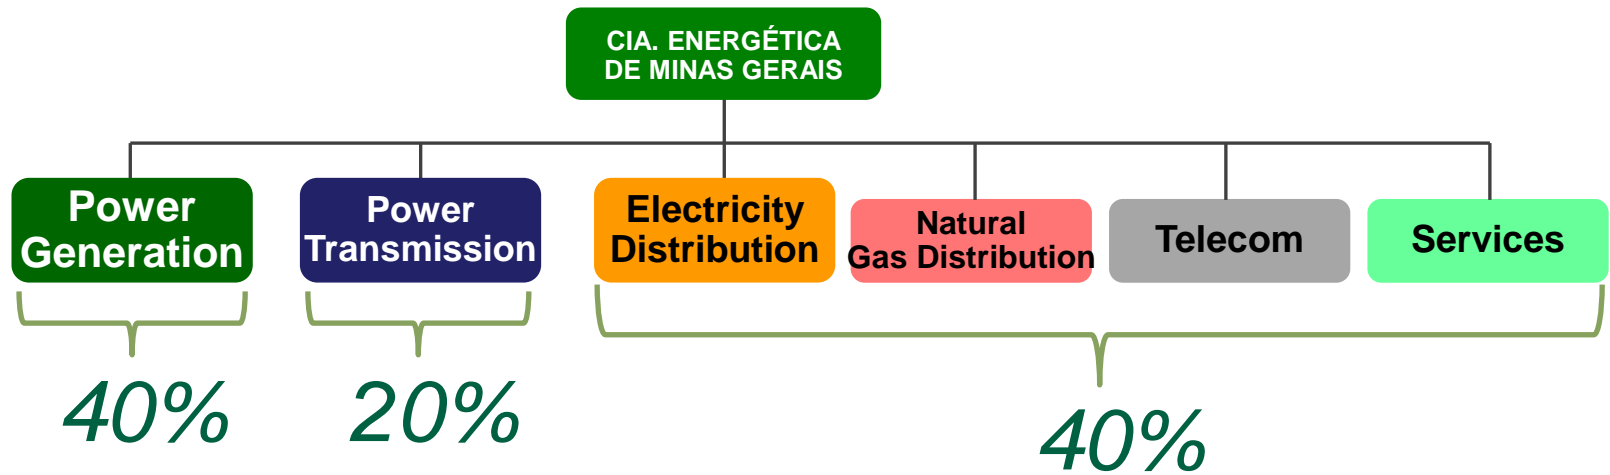 CIA. ENERGÉTICA
DE MINAS GERAIS
Power
Generation
Power
Transmission
Electricity
Distribution
Natural
Gas Distribution
Telecom
Services
40%
20%
40%